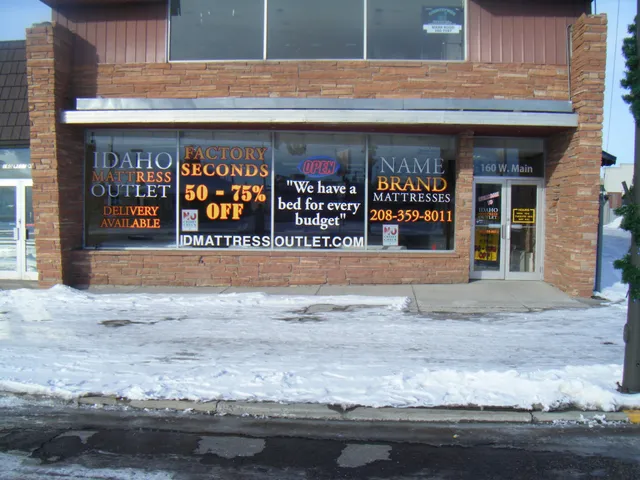 IDAHO
MATTRESS
OUTLET
DELIVERY
AVAILABLE
FACTORY
SECONDS
50 - 75%
OFF
OPEN
"We have a
bed for every
budget"
NAME
BRAND
MATTRESSES
208-359-8011
IDMATTRESSOUTLET.COM
160 W. Main
IDAHO